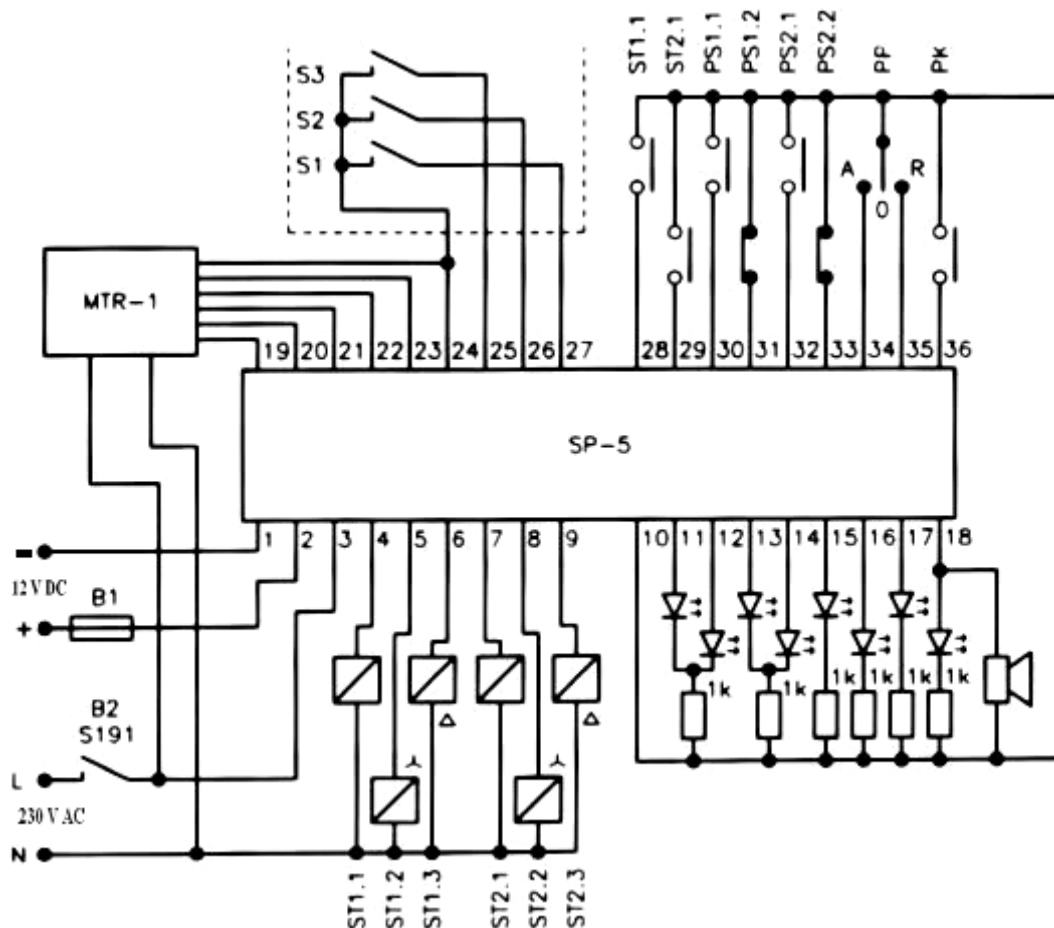 ST1.1 ST2.1 PS1.1 PS1.2 PS2.1 PS2.2 PF PK
S3
S2
S1
A R
0
MTR-1
19 20 21 22 23 24 25 26 27 28 29 30 31 32 33 34 35 36
SP-5
1 2 3 4 5 6 7 8 9 10 11 12 13 14 15 16 17 18
-
12 V DC
B1
+
1k 1k 1k 1k 1k 1k
B2
S191
L
230 V AC
N
ST1.1 ST1.2 ST1.3 ST2.1 ST2.2 ST2.3